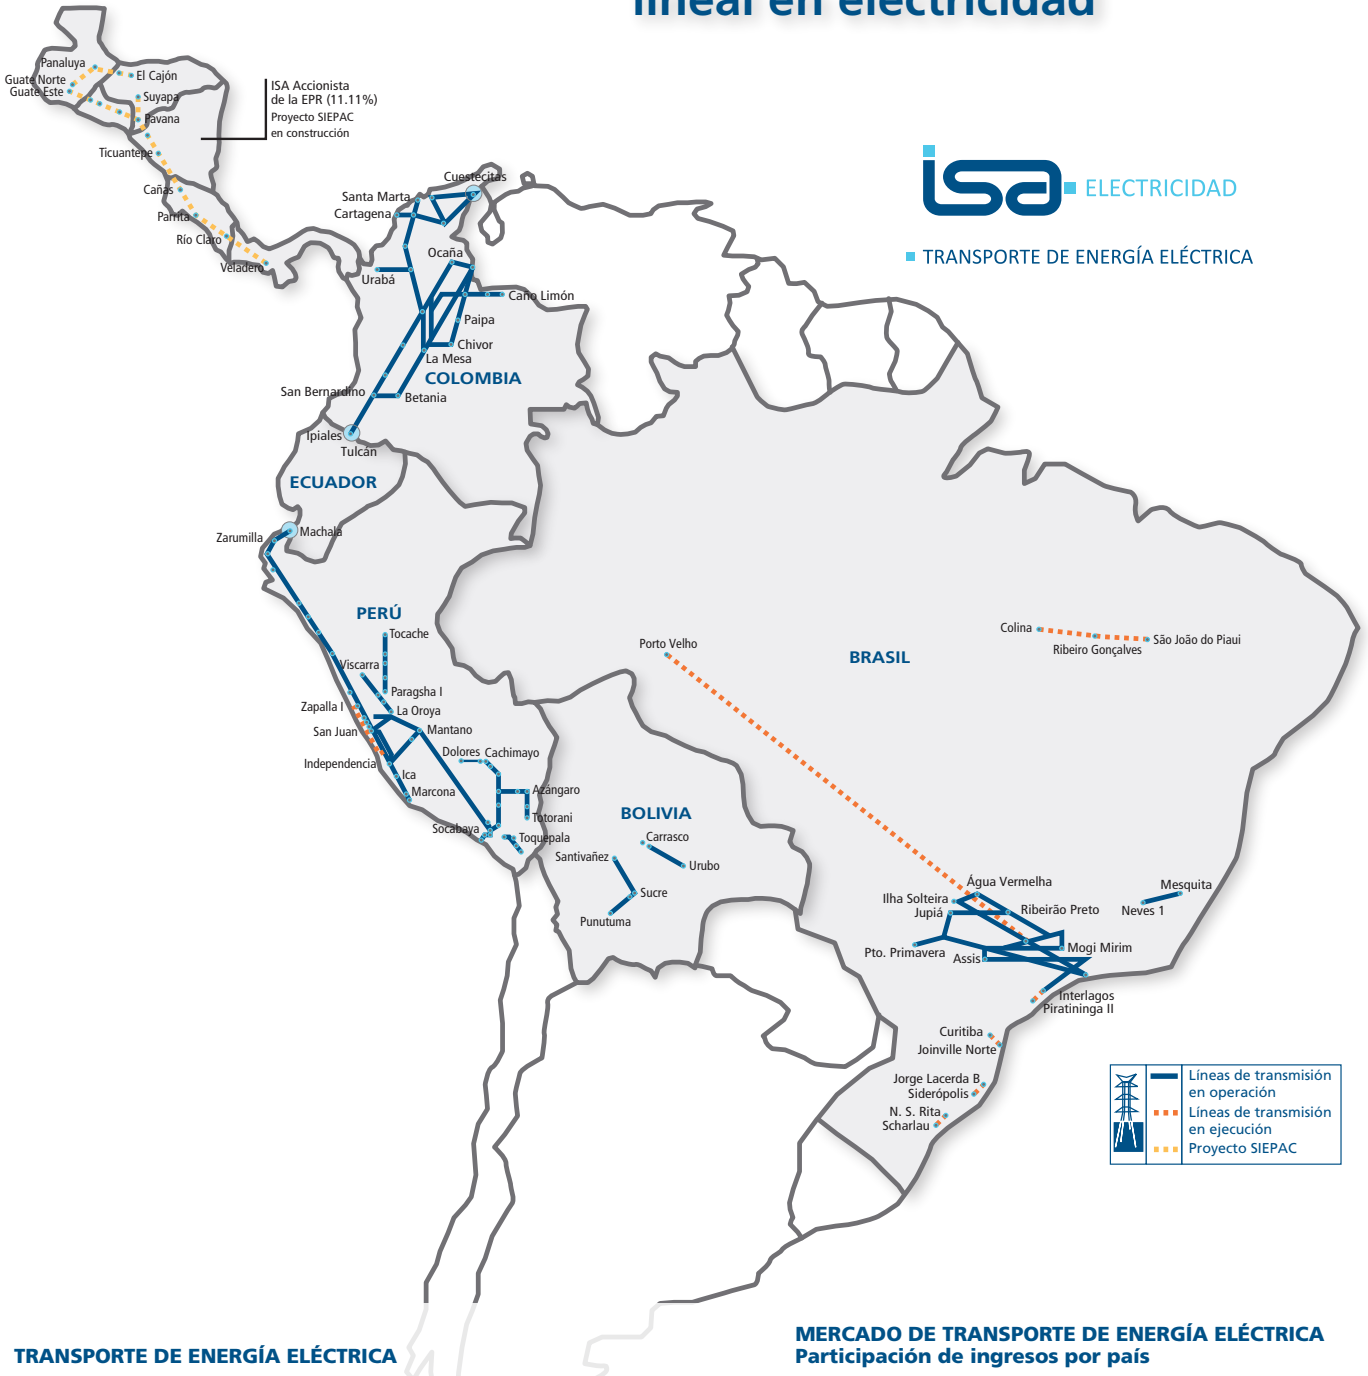 lineal en electricidad
Panaluya
El Cajón
Guate Norte
Guate Este
Suyapa
Pavana
Ticuantepe
Cañas
Parrita
Río Claro
Veladero
ISA Accionista
de la EPR (11.11%)
Proyecto SIEPAC
en construcción
isa ELECTRICIDAD
TRANSPORTE DE ENERGÍA ELÉCTRICA
Cuestecitas
Santa Marta
Cartagena
Ocaña
Urabá
Caño Limón
Paipa
Chivor
La Mesa
COLOMBIA
San Bernardino
Betania
Ipiales
Tulcán
ECUADOR
Machala
Zarumilla
PERÚ
Tocache
Viscarra
Paragsha I
Zapalla I
La Oroya
San Juan
Mantano
Dolores
Cachimayo
Independencia
Ica
Marcona
Azángaro
Totorani
Socabaya
Toquepala
BOLIVIA
Carrasco
Santivañez
Urubo
Sucre
Punutuma
Porto Velho
BRASIL
Colina
Ribeiro Gonçalves
São João do Piaui
Água Vermelha
Ilha Solteira
Jupiá
Ribeirão Preto
Mesquita
Neves 1
Pto. Primavera
Assis
Mogi Mirim
Interlagos
Piratininga II
Curitiba
Joinville Norte
Jorge Lacerda B
Siderópolis
N. S. Rita
Scharlau
Líneas de transmisión
en operación
Líneas de transmisión
en ejecución
Proyecto SIEPAC
TRANSPORTE DE ENERGÍA ELÉCTRICA
MERCADO DE TRANSPORTE DE ENERGÍA ELÉCTRICA
Participación de ingresos por país